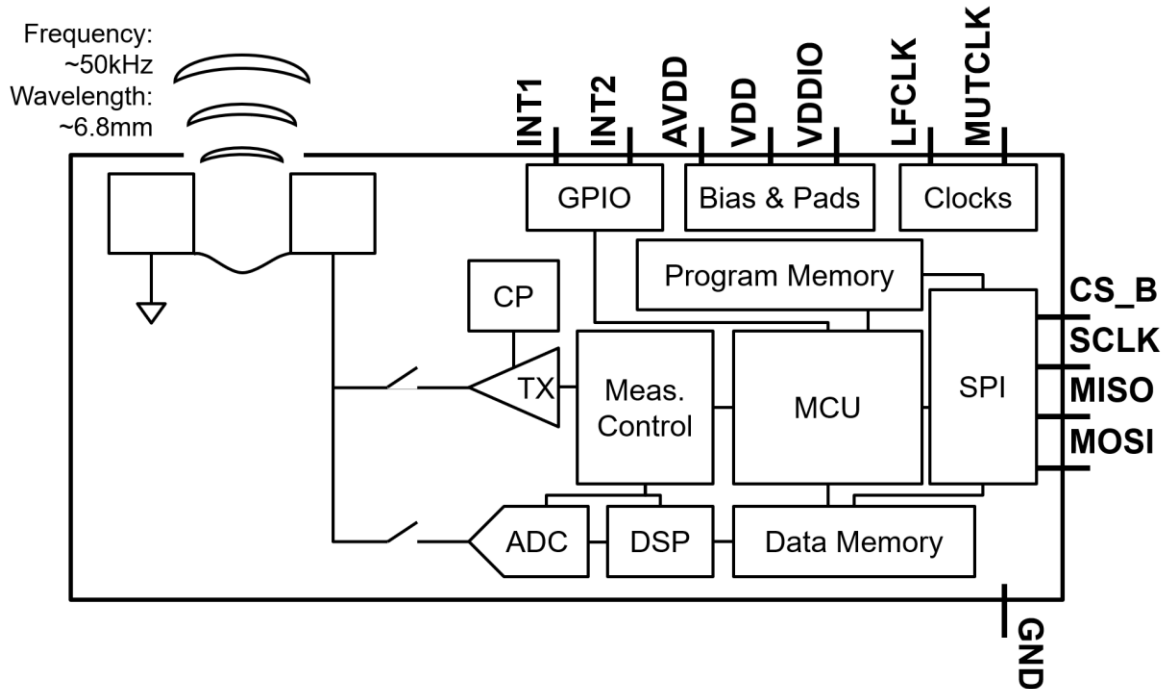 Frequency:
~50kHz
Wavelength:
~6.8mm
INT1
INT2
AVDD
VDD
VDDIO
LFCLK
MUTCLK
GPIO
Bias & Pads
Clocks
Program Memory
CP
CS_B
SCLK
MISO
MOSI
TX
Meas.
Control
MCU
SPI
ADC
DSP
Data Memory
GND